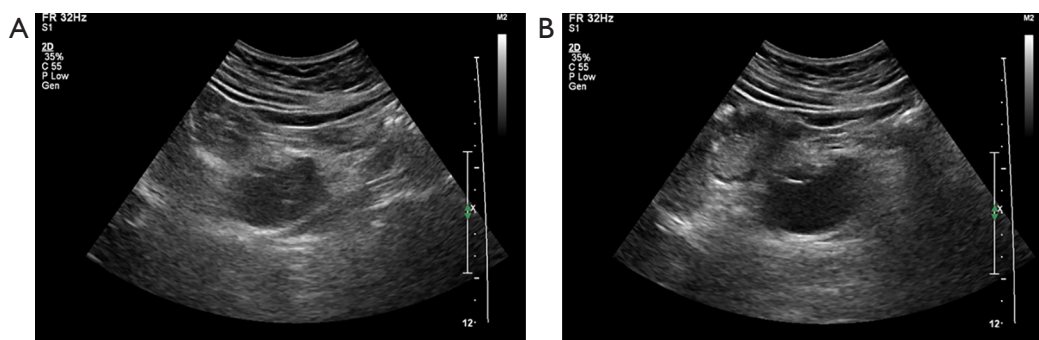 A
FR 32Hz
S1
2D
35%
C 55
P Low
Gen
M2
X
12
B
FR 32Hz
S1
2D
35%
C 55
P Low
Gen
M2
X
12